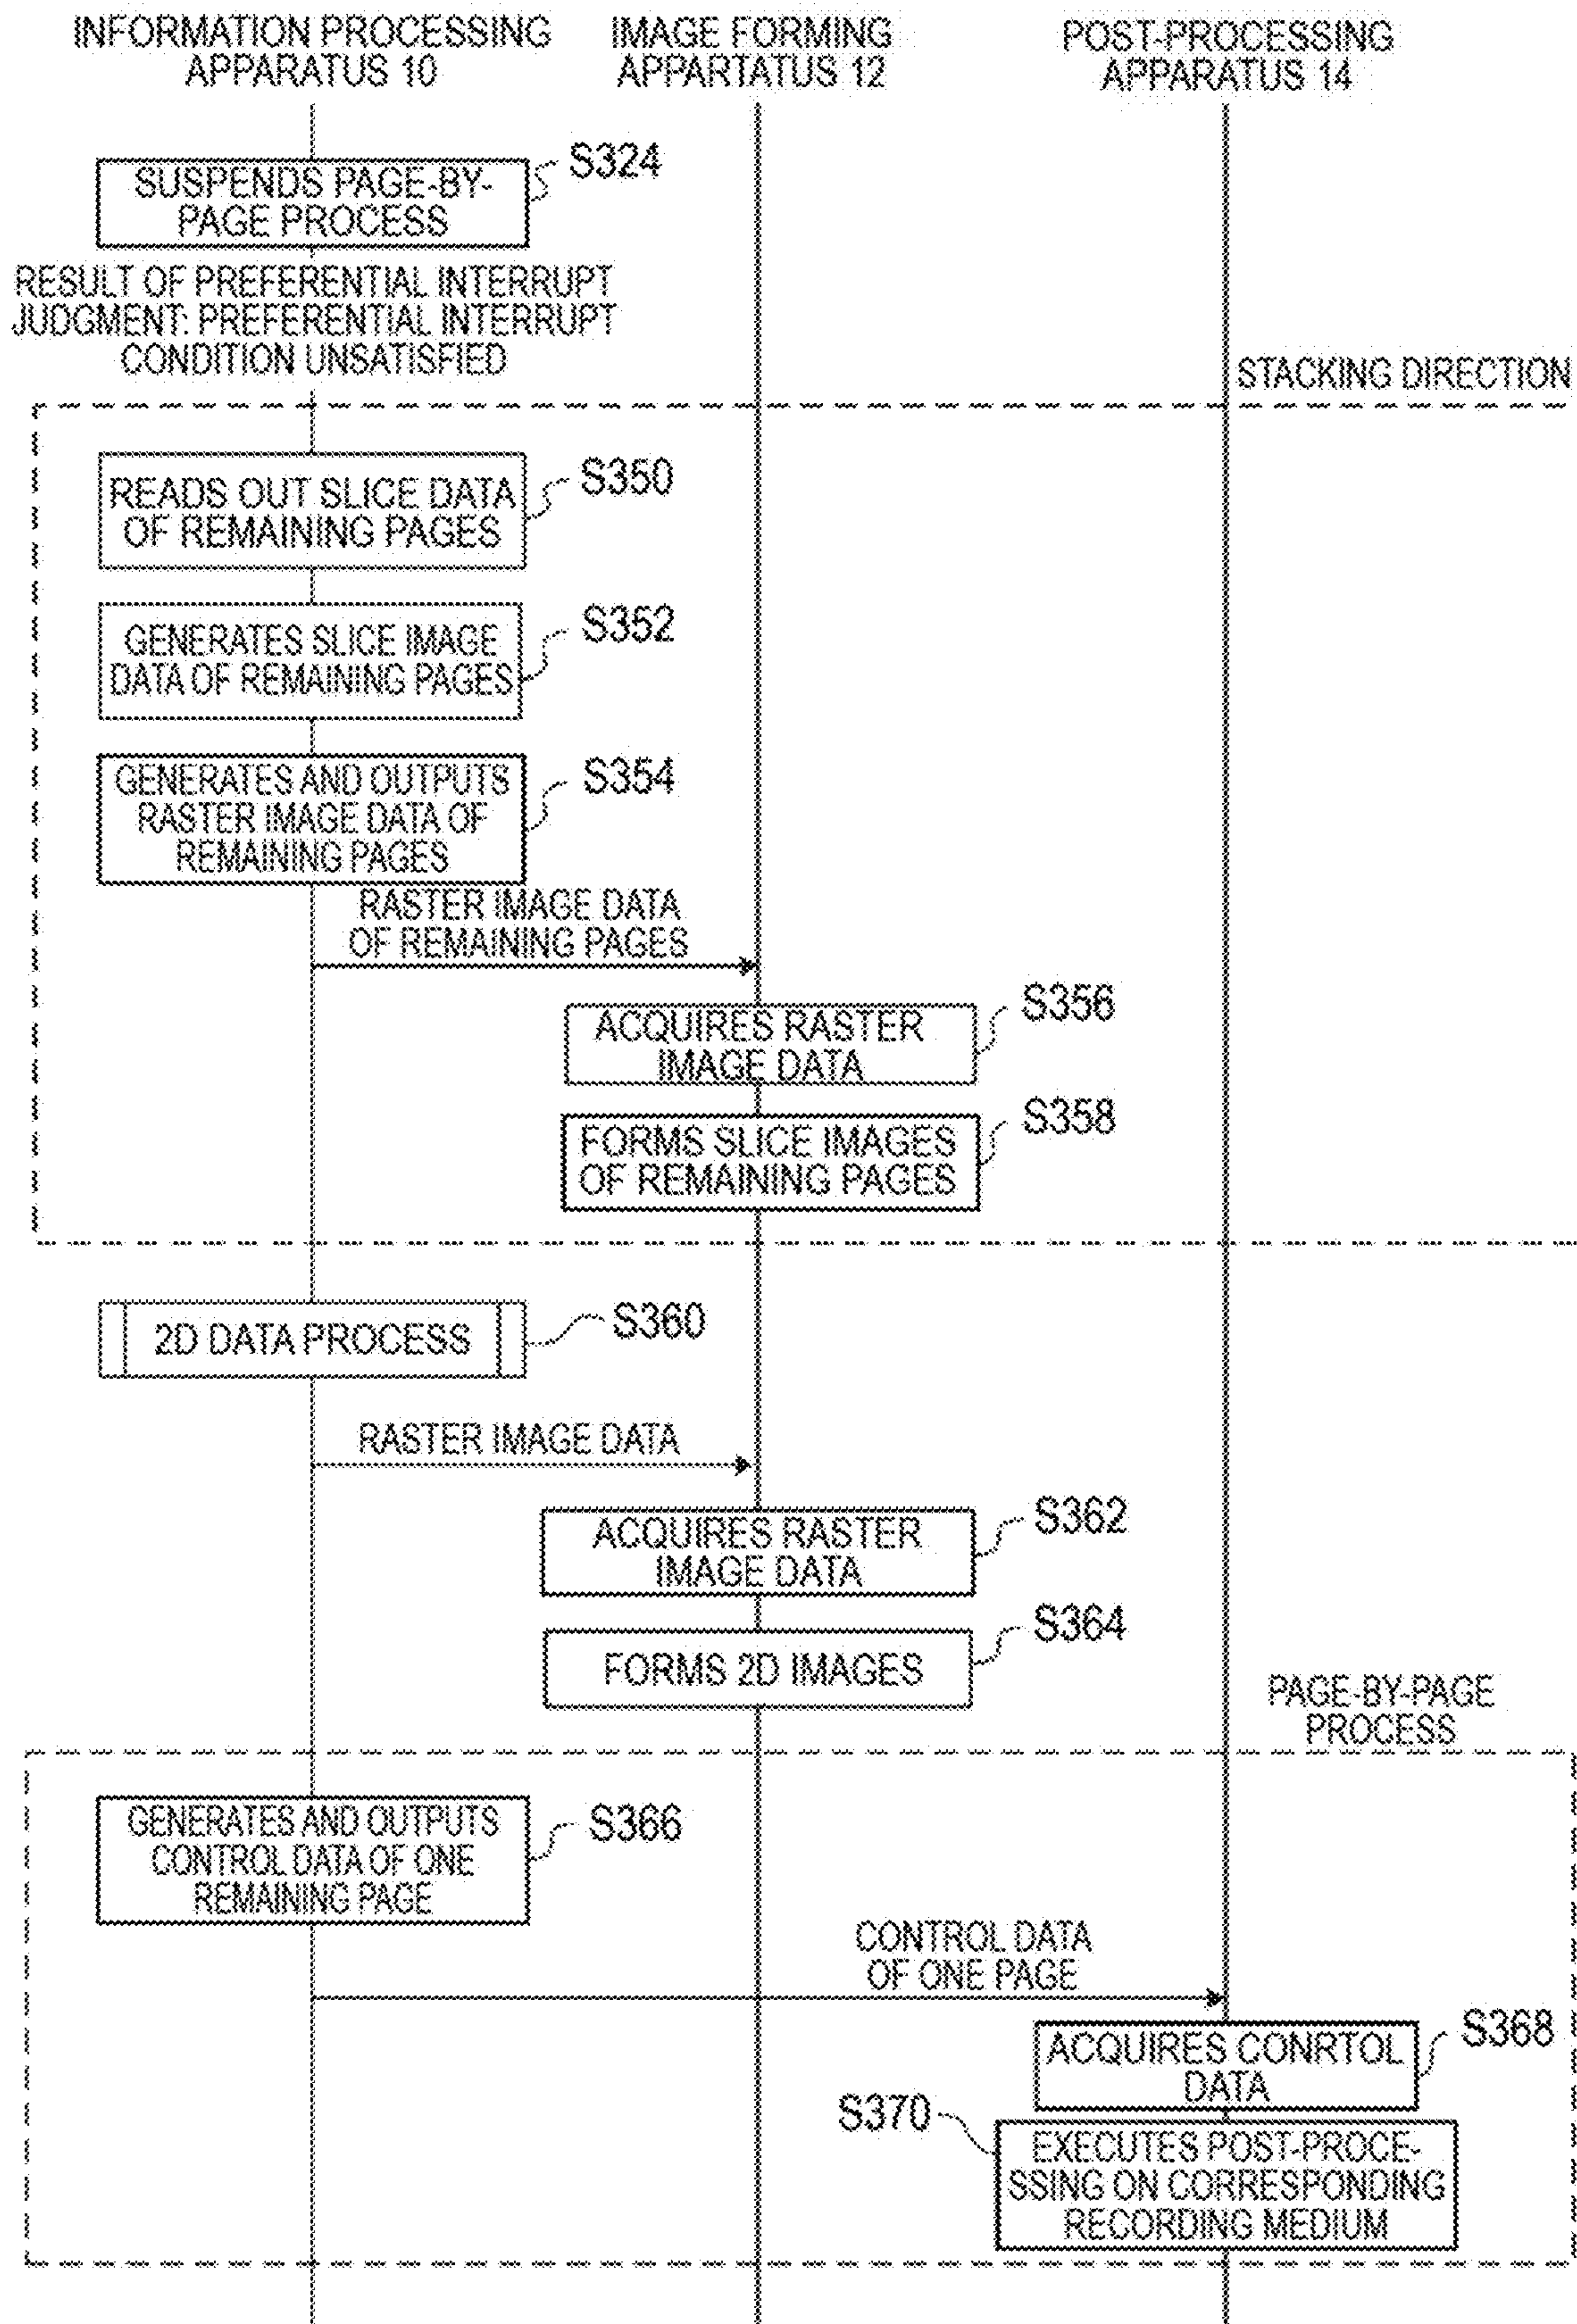 INFORMATION PROCESSING
APPARATUS 10
IMAGE FORMING
APPARTATUS 12
POST-PROCESSING
APPARATUS 14
S324
SUSPENDS PAGE-BY-
PAGE PROCESS
RESULT OF PREFERENTIAL INTERRUPT
JUDGMENT: PREFERENTIAL INTERRUPT
CONDITION UNSATISFIED
STACKING DIRECTION
S350
READS OUT SLICE DATA
OF REMAINING PAGES
S352
GENERATES SLICE IMAGE
DATA OF REMAINING PAGES
S354
GENERATES AND OUTPUTS
RASTER IMAGE DATA OF
REMAINING PAGES
RASTER IMAGE DATA
OF REMAINING PAGES
S356
ACQUIRES RASTER
IMAGE DATA
S358
FORMS SLICE IMAGES
OF REMAINING PAGES
S360
2D DATA PROCESS
RASTER IMAGE DATA
S362
ACQUIRES RASTER
IMAGE DATA
S364
FORMS 2D IMAGES
PAGE-BY-PAGE
PROCESS
S366
GENERATES AND OUTPUTS
CONTROL DATA OF ONE
REMAINING PAGE
CONTROL DATA
OF ONE PAGE
S368
ACQUIRES CONRTOL
DATA
S370
EXECUTES POST-PROCE-
SSING ON CORRESPONDING
RECORDING MEDIUM